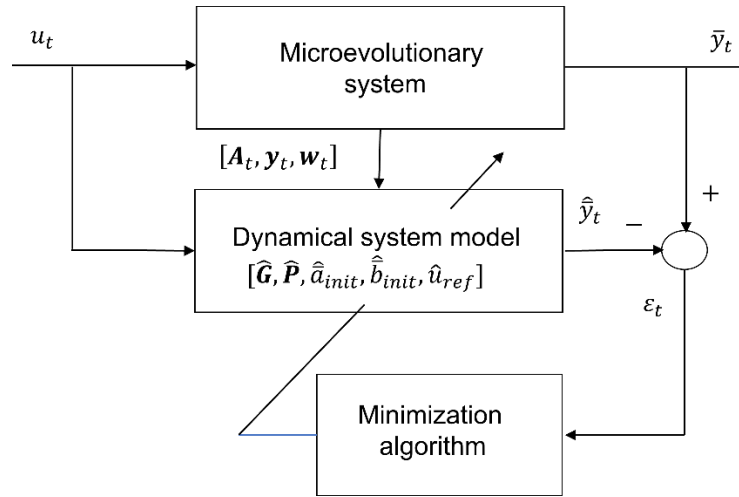 u_t
ȳ_t
Microevolutionary
system
[A_t, y_t, w_t]
+
ŷ̄_t
−
Dynamical system model
[Ĝ, P̂, â̄_init, b̂̄_init, û_ref]
ε_t
Minimization
algorithm